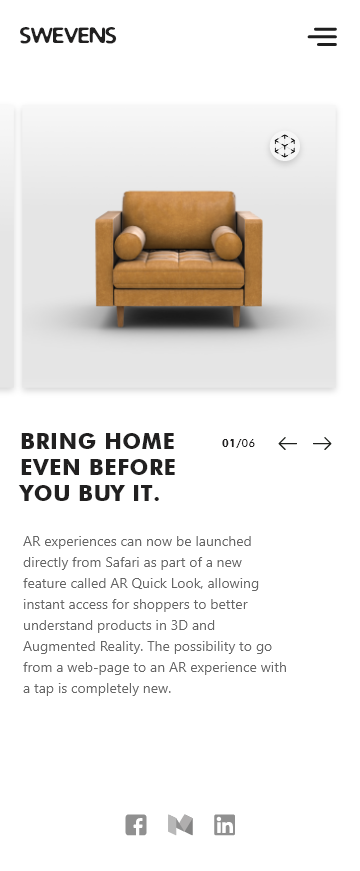 SWEVENS
BRING HOME
EVEN BEFORE
YOU BUY IT.
01/06
AR experiences can now be launched
directly from Safari as part of a new
feature called AR Quick Look, allowing
instant access for shoppers to better
understand products in 3D and
Augmented Reality. The possibility to go
from a web-page to an AR experience with
a tap is completely new.